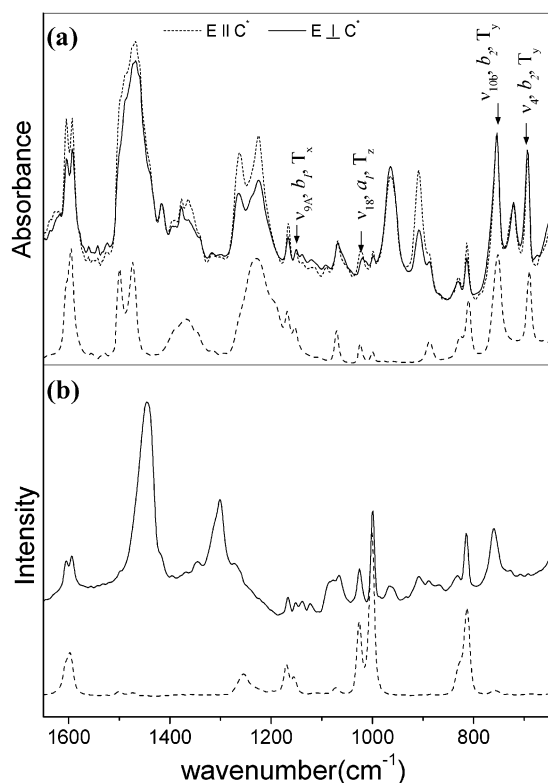 (a)
E || C* E ⊥ C*
Absorbance
ν9A, b1, Tx
ν18, a1, Tz
ν10b, b2, Ty
ν4, b2, Ty
(b)
Intensity
1600 1400 1200 1000 800
wavenumber(cm-1)